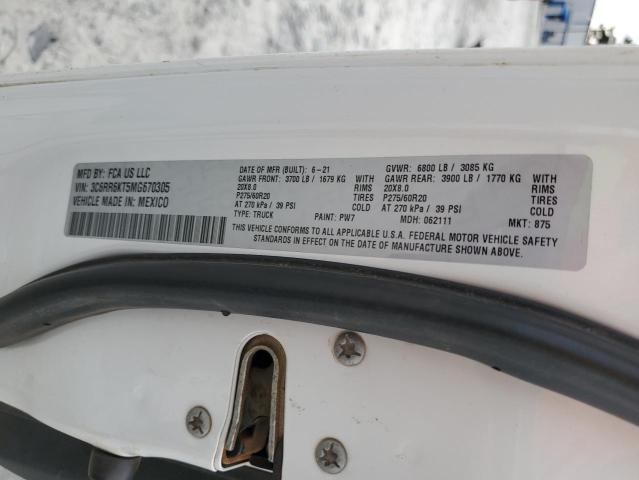 MFD BY: FCA US LLC
VIN: 3C6RR6KT5MG670305
VEHICLE MADE IN: MEXICO
DATE OF MFR (BUILT): 6-21 GVWR: 6800 LB / 3085 KG
GAWR FRONT: 3700 LB / 1679 KG GAWR REAR: 3900 LB / 1770 KG
20X8.0 RIMS 20X8.0 RIMS
P275/60R20 TIRES P275/60R20 TIRES
AT 270 kPa / 39 PSI COLD AT 270 kPa / 39 PSI COLD
TYPE: TRUCK PAINT: PW7 MDH: 062111 MKT: 875
THIS VEHICLE CONFORMS TO ALL APPLICABLE U.S.A. FEDERAL MOTOR VEHICLE SAFETY
STANDARDS IN EFFECT ON THE DATE OF MANUFACTURE SHOWN ABOVE.